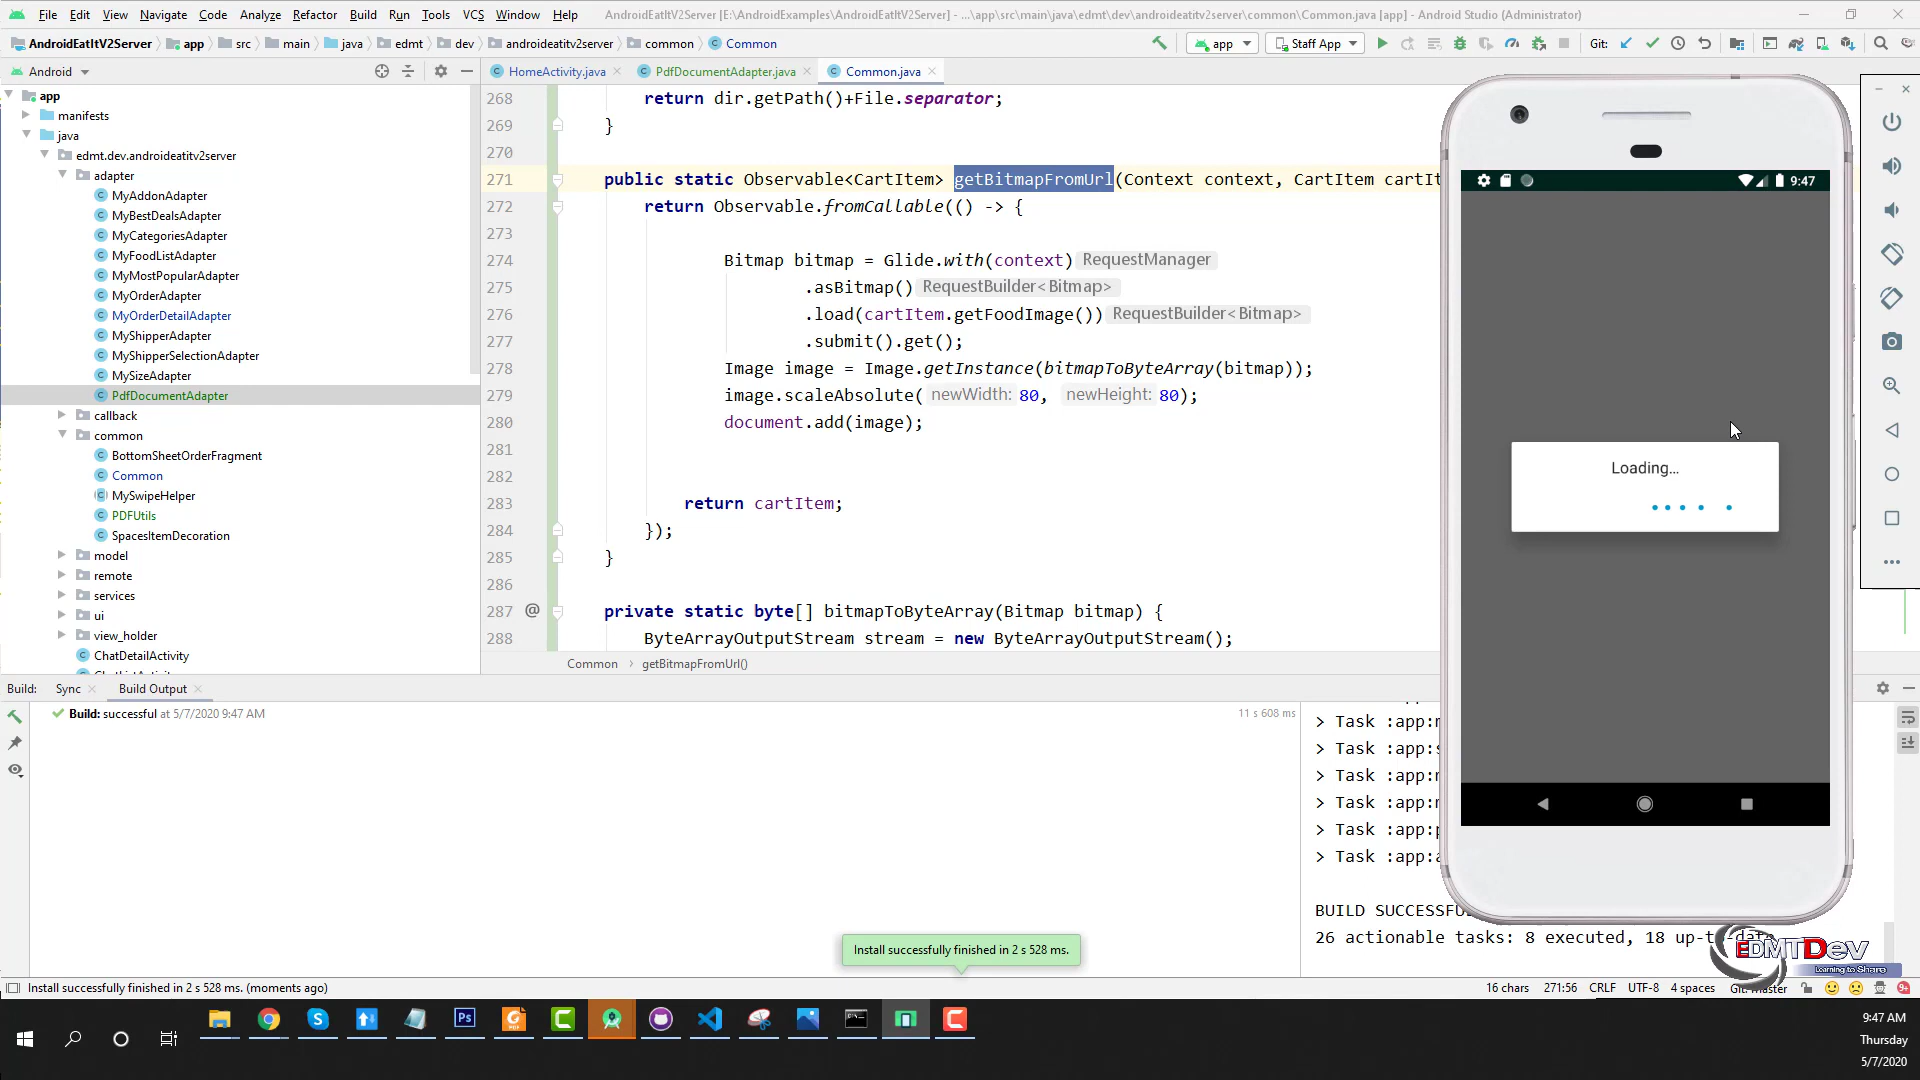 File Edit View Navigate Code Analyze Refactor Build Run Tools VCS Window Help AndroidEatItV2Server [E:\AndroidExamples\AndroidEatItV2Server] - ...\app\src\main\java\edmt\dev\androideatitv2server\common\Common.java [app] - Android Studio (Administrator)
AndroidEatItV2Server app src main java edmt dev androideatitv2server common Common app Staff App Git:
Android HomeActivity.java PdfDocumentAdapter.java Common.java
app
manifests
java
edmt.dev.androideatitv2server
adapter
MyAddonAdapter
MyBestDealsAdapter
MyCategoriesAdapter
MyFoodListAdapter
MyMostPopularAdapter
MyOrderAdapter
MyOrderDetailAdapter
MyShipperAdapter
MyShipperSelectionAdapter
MySizeAdapter
PdfDocumentAdapter
callback
common
BottomSheetOrderFragment
Common
MySwipeHelper
PDFUtils
SpacesItemDecoration
model
remote
services
ui
view_holder
ChatDetailActivity
268 return dir.getPath()+File.separator;
269 }
270
271 public static Observable<CartItem> getBitmapFromUrl(Context context, CartItem cartIt
272 return Observable.fromCallable(() -> {
273
274 Bitmap bitmap = Glide.with(context) RequestManager
275 .asBitmap() RequestBuilder<Bitmap>
276 .load(cartItem.getFoodImage()) RequestBuilder<Bitmap>
277 .submit().get();
278 Image image = Image.getInstance(bitmapToByteArray(bitmap));
279 image.scaleAbsolute( newWidth: 80, newHeight: 80);
280 document.add(image);
281
282
283 return cartItem;
284 });
285 }
286
287 @ private static byte[] bitmapToByteArray(Bitmap bitmap) {
288 ByteArrayOutputStream stream = new ByteArrayOutputStream();
Common getBitmapFromUrl()
9:47
Loading...
Build: Sync Build Output
Build: successful at 5/7/2020 9:47 AM 11 s 608 ms
> Task :app:m
> Task :app:s
> Task :app:m
> Task :app:m
> Task :app:p
> Task :app:a
BUILD SUCCESSFU
26 actionable tasks: 8 executed, 18 up-to-date
EDMTDev
Learning to Share
Install successfully finished in 2 s 528 ms.
Install successfully finished in 2 s 528 ms. (moments ago) 16 chars 271:56 CRLF UTF-8 4 spaces Git: master
9:47 AM
Thursday
5/7/2020